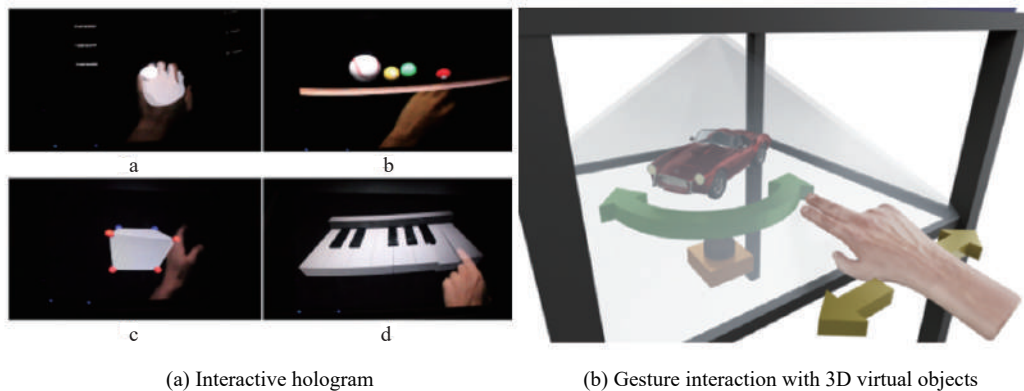 a
b
c
d
(a) Interactive hologram
(b) Gesture interaction with 3D virtual objects